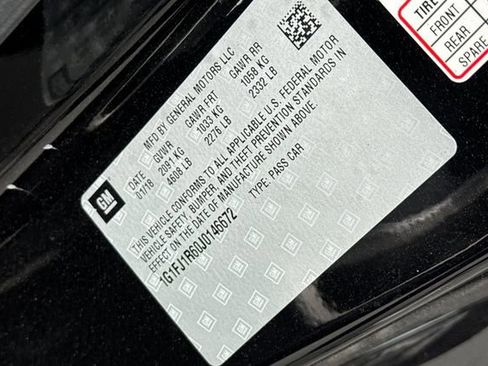 MFD BY GENERAL MOTORS LLC
DATE GVWR GAWR FRT GAWR RR
01/18 2091 KG 1033 KG 1058 KG
4608 LB 2276 LB 2332 LB
THIS VEHICLE CONFORMS TO ALL APPLICABLE U.S. FEDERAL MOTOR
VEHICLE SAFETY, BUMPER, AND THEFT PREVENTION STANDARDS IN
EFFECT ON THE DATE OF MANUFACTURE SHOWN ABOVE.
1G1FJ1R60J0146672 TYPE: PASS CAR
GM
TIRE
FRONT
REAR
SPARE